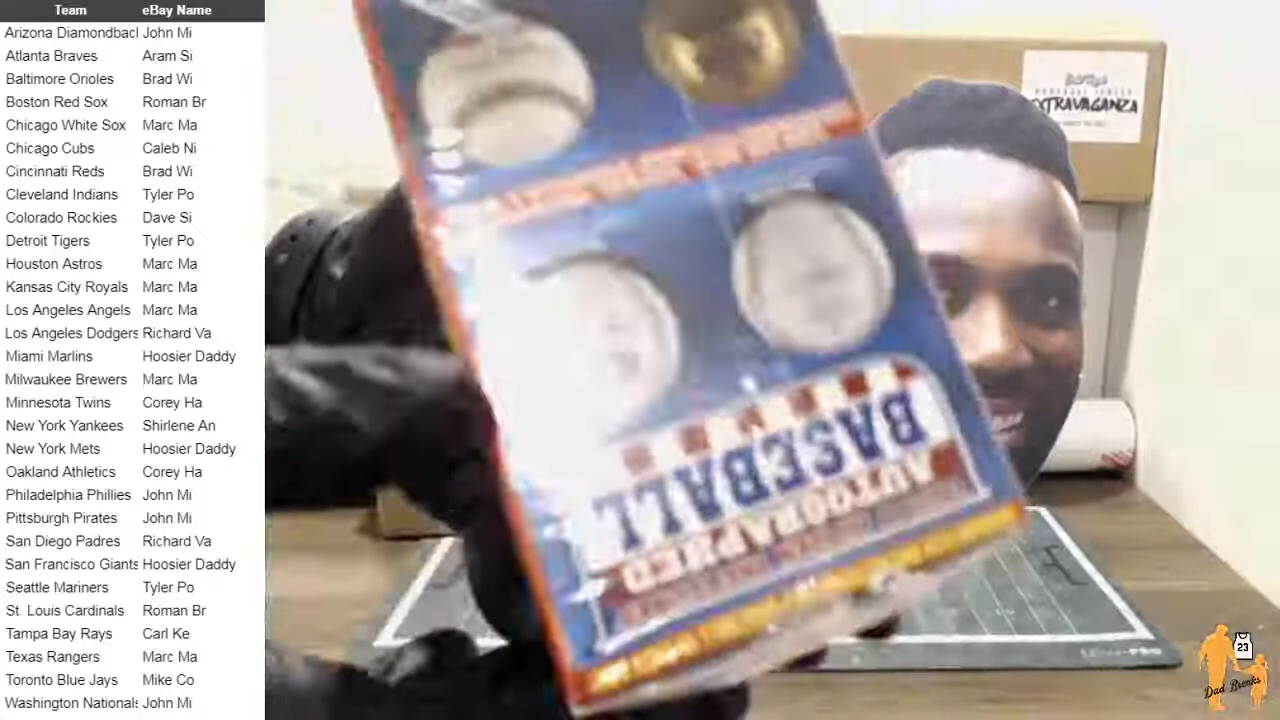 Team eBay Name
Arizona Diamondbacl John Mi
Atlanta Braves Aram Si
Baltimore Orioles Brad Wi
Boston Red Sox Roman Br
Chicago White Sox Marc Ma
Chicago Cubs Caleb Ni
Cincinnati Reds Brad Wi
Cleveland Indians Tyler Po
Colorado Rockies Dave Si
Detroit Tigers Tyler Po
Houston Astros Marc Ma
Kansas City Royals Marc Ma
Los Angeles Angels Marc Ma
Los Angeles Dodgers Richard Va
Miami Marlins Hoosier Daddy
Milwaukee Brewers Marc Ma
Minnesota Twins Corey Ha
New York Yankees Shirlene An
New York Mets Hoosier Daddy
Oakland Athletics Corey Ha
Philadelphia Phillies John Mi
Pittsburgh Pirates John Mi
San Diego Padres Richard Va
San Francisco Giants Hoosier Daddy
Seattle Mariners Tyler Po
St. Louis Cardinals Roman Br
Tampa Bay Rays Carl Ke
Texas Rangers Marc Ma
Toronto Blue Jays Mike Co
Washington Nationals John Mi
EXTRAVAGANZA
AUTOGRAPHED
BASEBALL
23
Dad Breaks